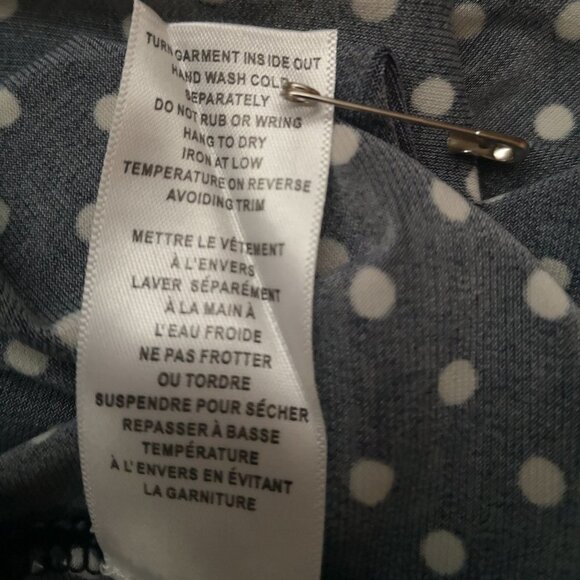 TURN GARMENT INSIDE OUT
HAND WASH COLD
SEPARATELY
DO NOT RUB OR WRING
HANG TO DRY
IRON AT LOW
TEMPERATURE ON REVERSE
AVOIDING TRIM
METTRE LE VÊTEMENT
À L'ENVERS
LAVER SÉPARÉMENT
À LA MAIN À
L'EAU FROIDE
NE PAS FROTTER
OU TORDRE
SUSPENDRE POUR SÉCHER
REPASSER À BASSE
TEMPÉRATURE
À L'ENVERS EN ÉVITANT
LA GARNITURE